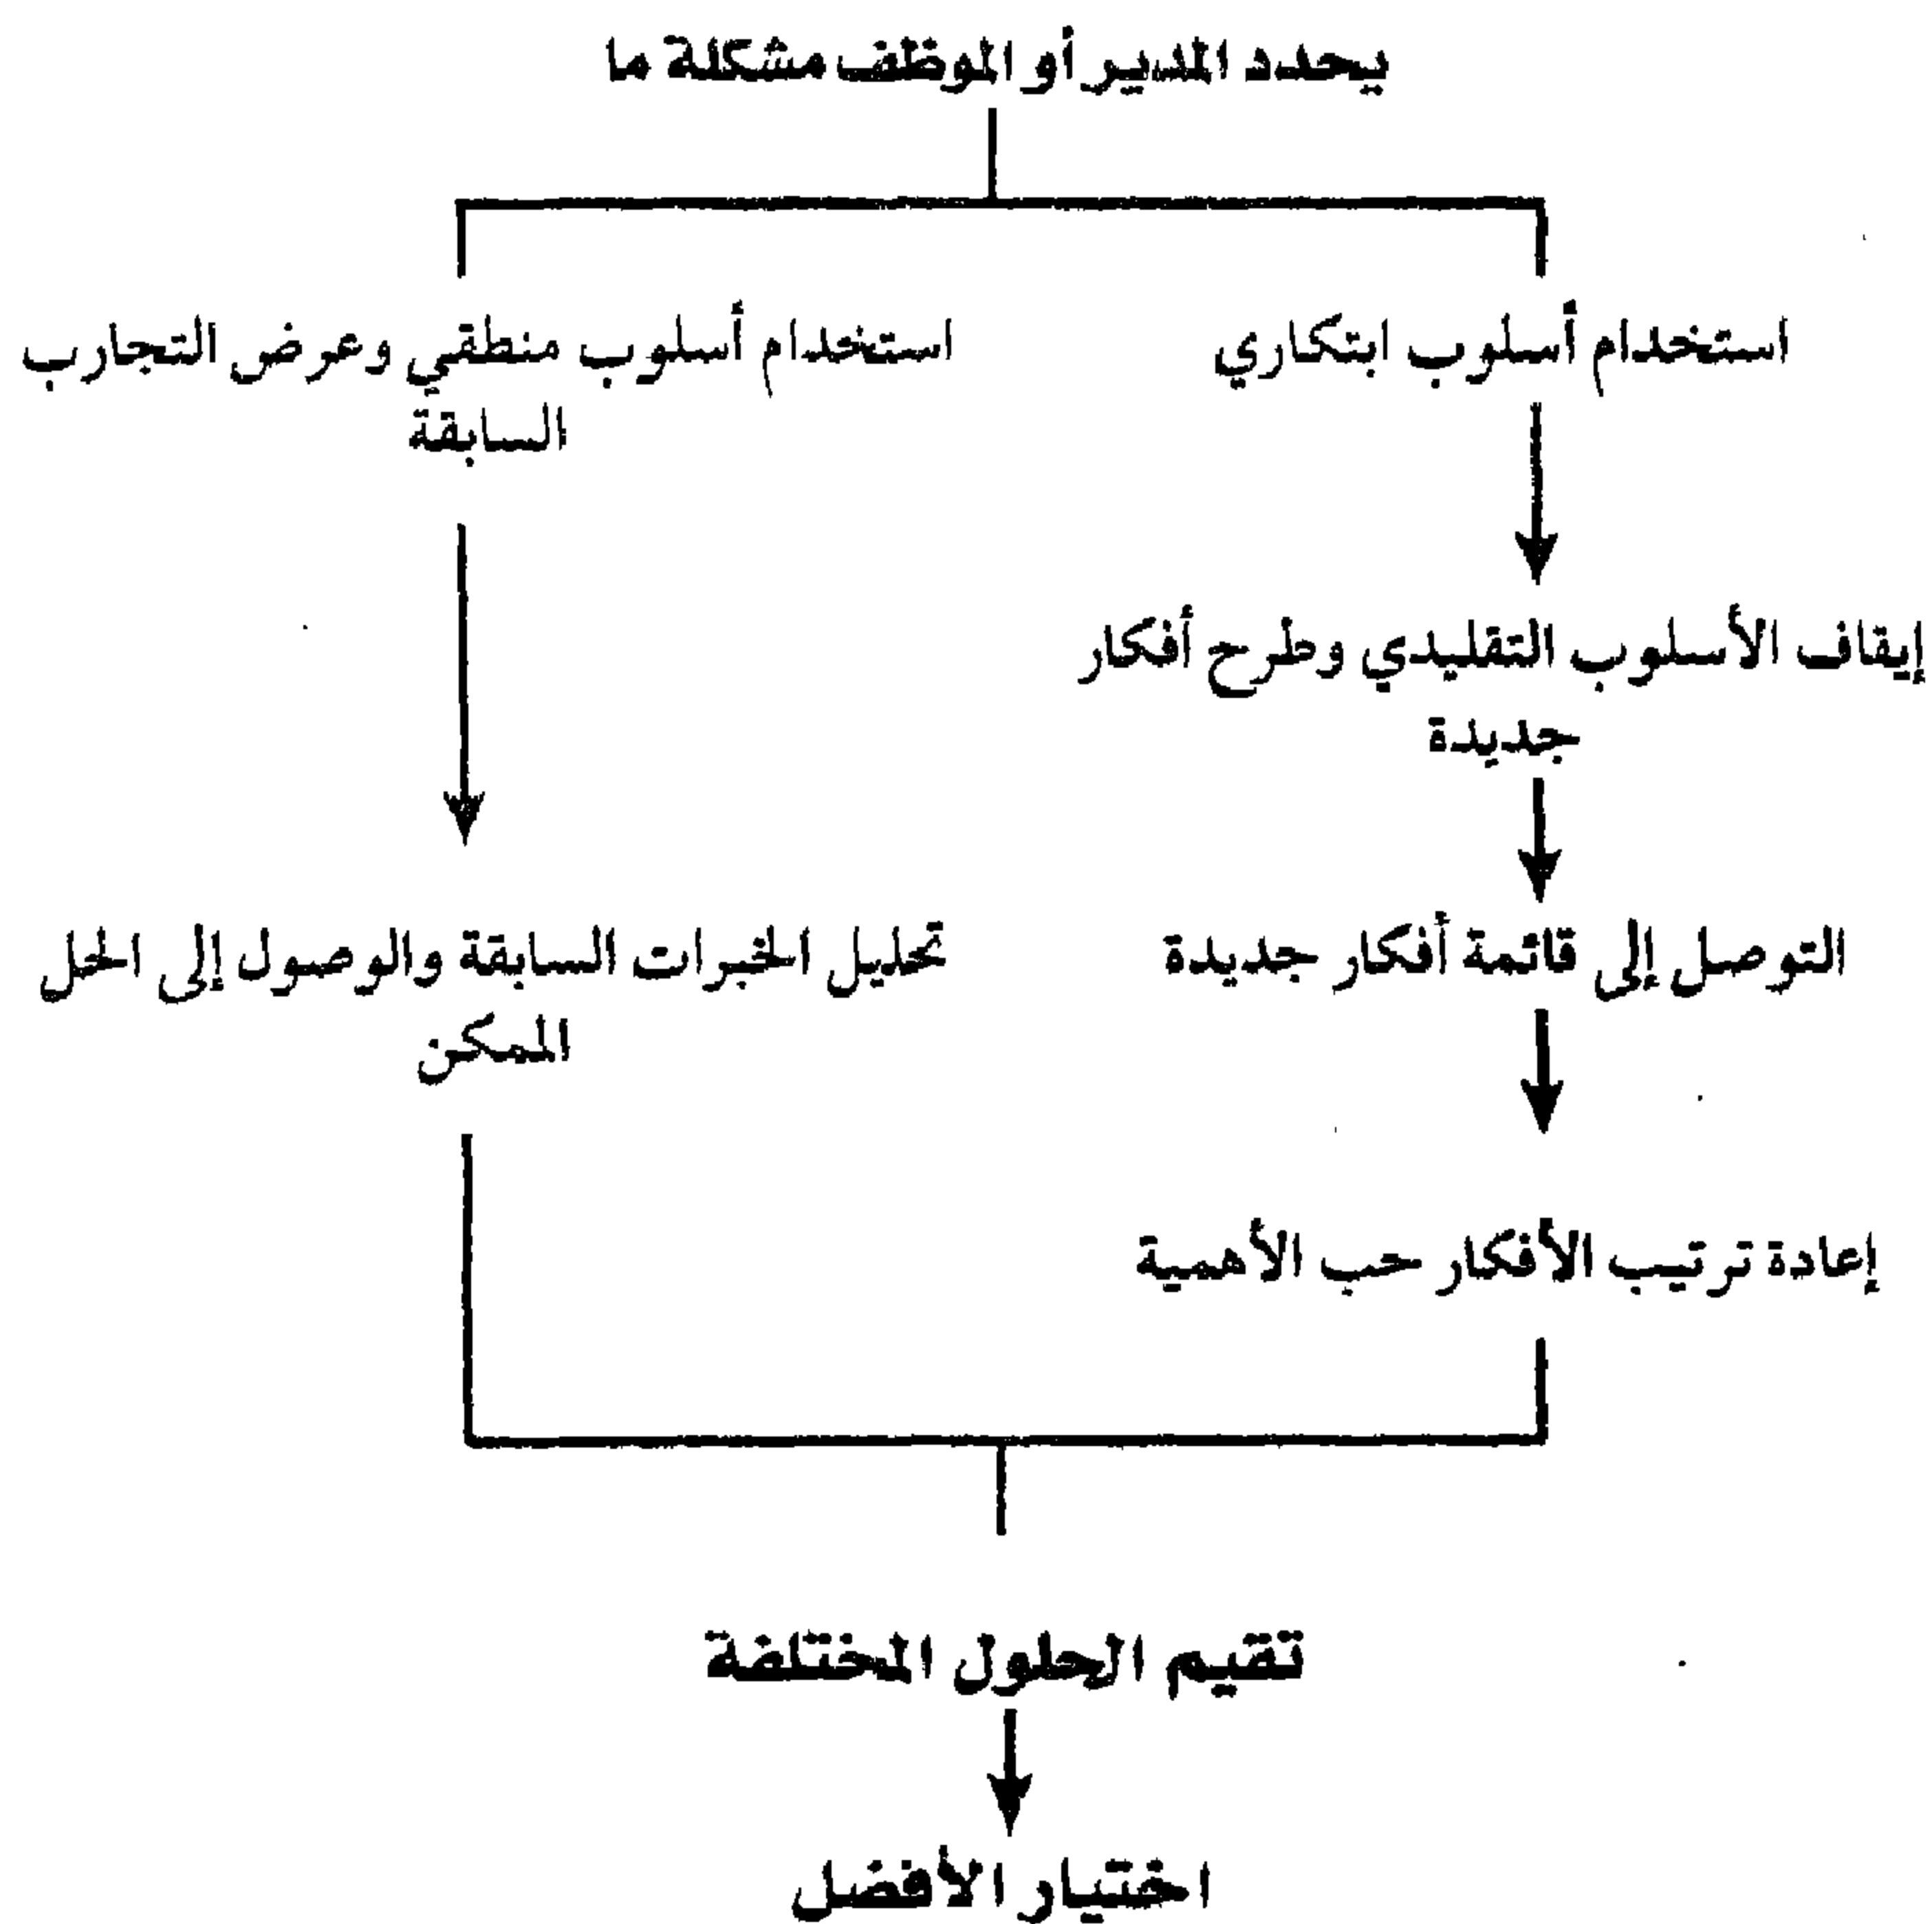 يحدد المدير أو الموظف مشكلة ما
استخدام أسلوب ابتكاري
استخدام أسلوب منطقي وعرض التجارب
السابقة
إيقاف الأسلوب التقليدي وطرح أفكار
جديدة
التوصل إلى قائمة أفكار جديدة
تحليل الخبرات السابقة والوصول إلى الحل
الممكن
إعادة ترتيب الأفكار حب الأهمية
تقييم الحلول المختلفة
اختيار الأفضل